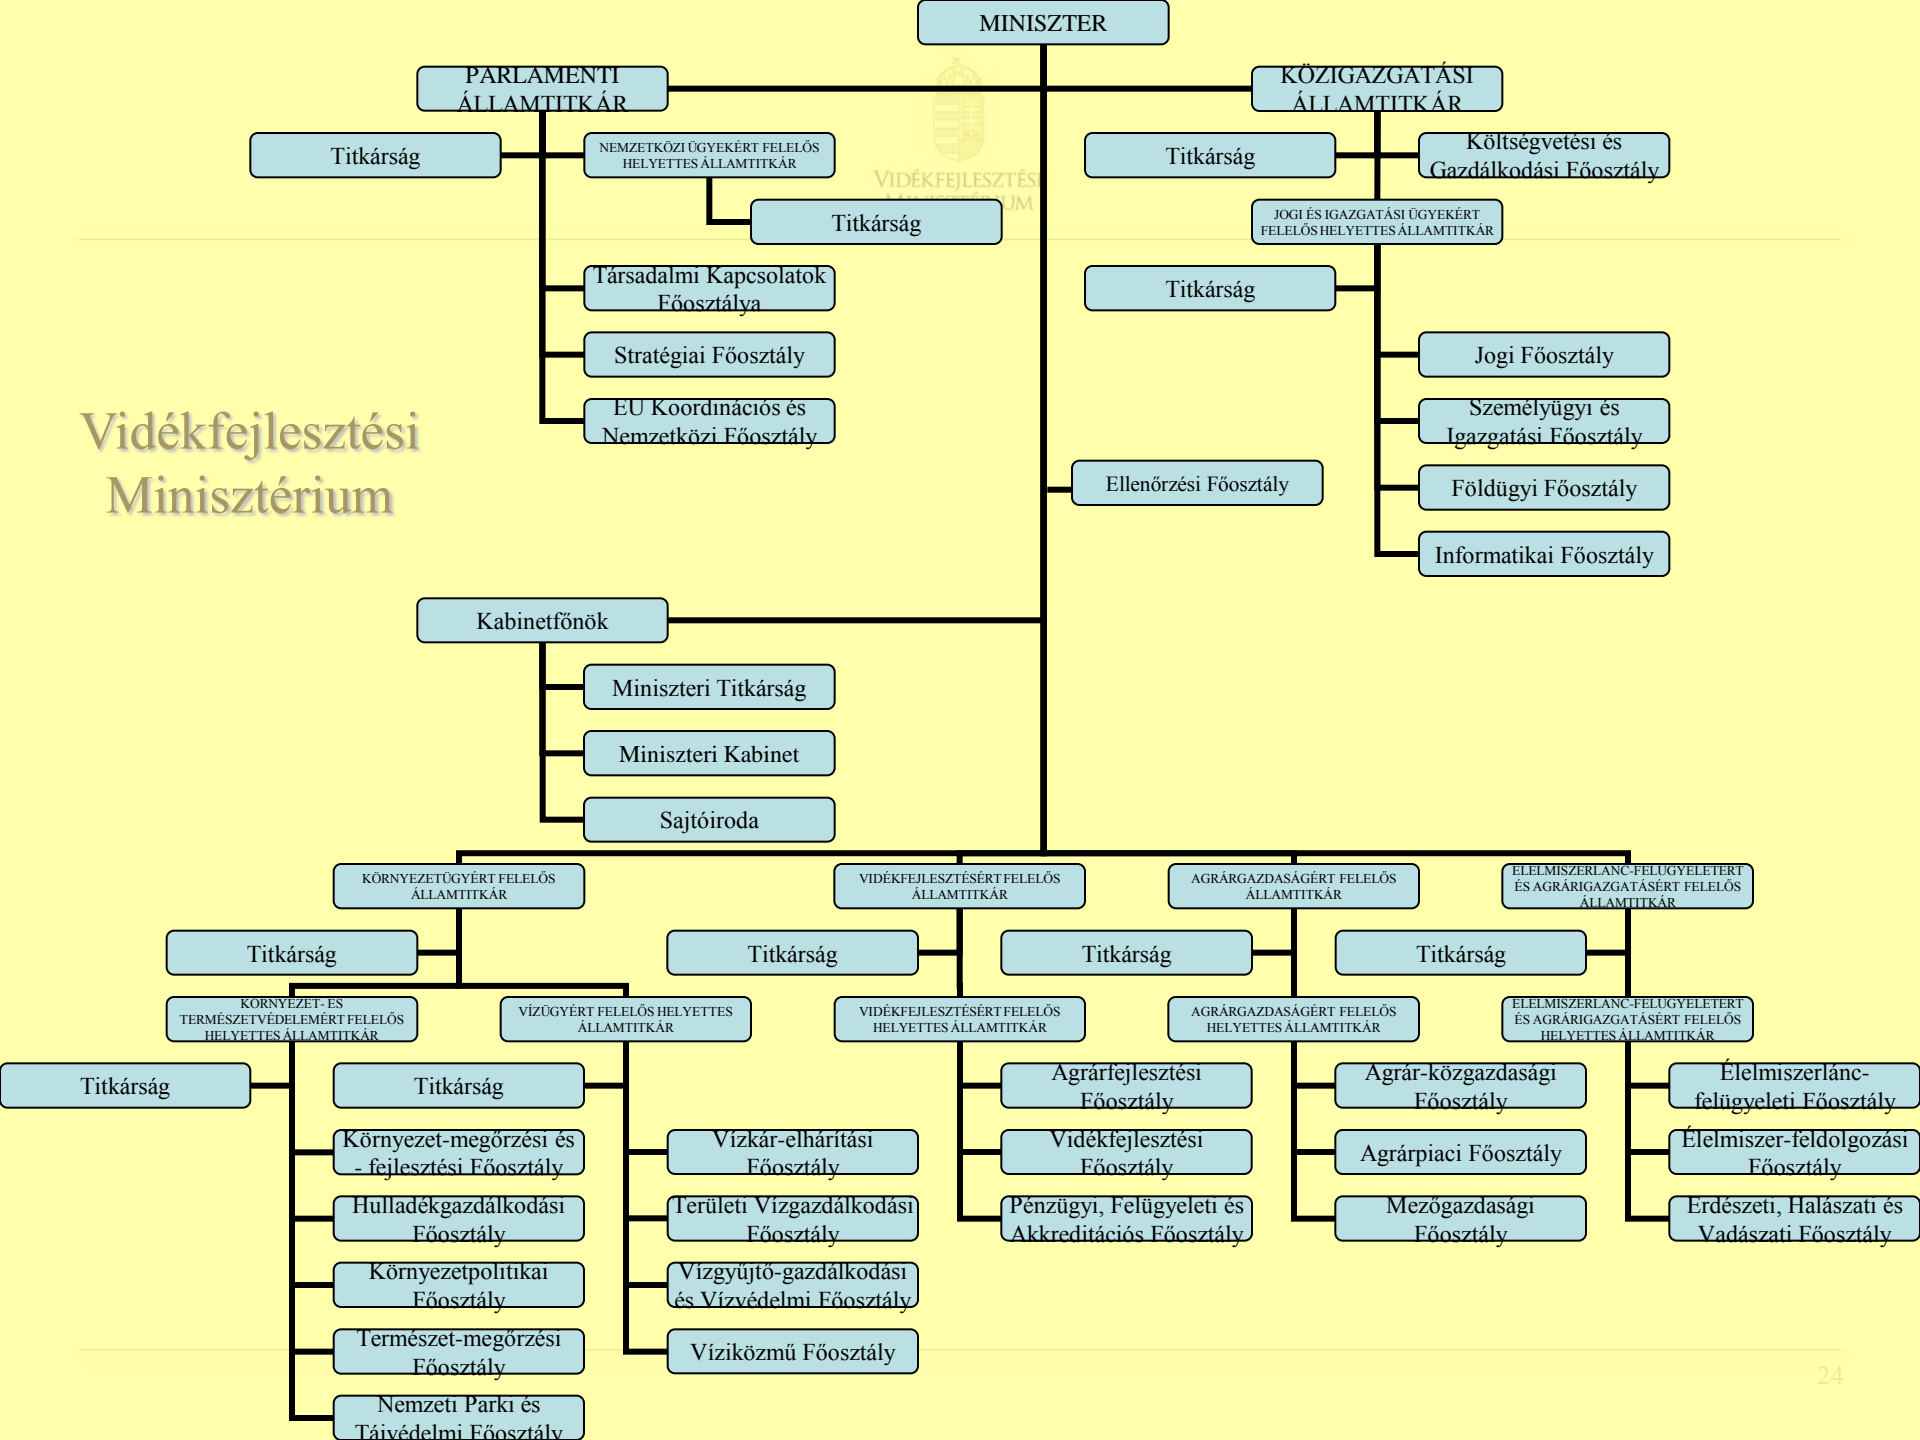 MINISZTER
PARLAMENTI
ÁLLAMTITKÁR
KÖZIGAZGATÁSI
ÁLLAMTITKÁR
Titkárság
NEMZETKÖZI ÜGYEKÉRT FELELŐS
HELYETTES ÁLLAMTITKÁR
Titkárság
Költségvetési és
Gazdálkodási Főosztály
VIDÉKFEJLESZTÉSI
MINISZTÉRIUM
Titkárság
JOGI ÉS IGAZGATÁSI ÜGYEKÉRT
FELELŐS HELYETTES ÁLLAMTITKÁR
Társadalmi Kapcsolatok
Főosztálya
Titkárság
Stratégiai Főosztály
Jogi Főosztály
EU Koordinációs és
Nemzetközi Főosztály
Személyügyi és
Igazgatási Főosztály
Vidékfejlesztési
Minisztérium
Ellenőrzési Főosztály
Földügyi Főosztály
Informatikai Főosztály
Kabinetfőnök
Miniszteri Titkárság
Miniszteri Kabinet
Sajtóiroda
KÖRNYEZETÜGYÉRT FELELŐS
ÁLLAMTITKÁR
VIDÉKFEJLESZTÉSÉRT FELELŐS
ÁLLAMTITKÁR
AGRÁRGAZDASÁGÉRT FELELŐS
ÁLLAMTITKÁR
ÉLELMISZERLÁNC-FELÜGYELETÉRT
ÉS AGRÁRIGAZGATÁSÉRT FELELŐS
ÁLLAMTITKÁR
Titkárság
Titkárság
Titkárság
Titkárság
KÖRNYEZET- ÉS
TERMÉSZETVÉDELEMÉRT FELELŐS
HELYETTES ÁLLAMTITKÁR
VÍZÜGYÉRT FELELŐS HELYETTES
ÁLLAMTITKÁR
VIDÉKFEJLESZTÉSÉRT FELELŐS
HELYETTES ÁLLAMTITKÁR
AGRÁRGAZDASÁGÉRT FELELŐS
HELYETTES ÁLLAMTITKÁR
ÉLELMISZERLÁNC-FELÜGYELETÉRT
ÉS AGRÁRIGAZGATÁSÉRT FELELŐS
HELYETTES ÁLLAMTITKÁR
Titkárság
Titkárság
Agrárfejlesztési
Főosztály
Agrár-közgazdasági
Főosztály
Élelmiszerlánc-
felügyeleti Főosztály
Környezet-megőrzési és
- fejlesztési Főosztály
Vízkár-elhárítási
Főosztály
Vidékfejlesztési
Főosztály
Agrárpiaci Főosztály
Élelmiszer-feldolgozási
Főosztály
Hulladékgazdálkodási
Főosztály
Területi Vízgazdálkodási
Főosztály
Pénzügyi, Felügyeleti és
Akkreditációs Főosztály
Mezőgazdasági
Főosztály
Erdészeti, Halászati és
Vadászati Főosztály
Környezetpolitikai
Főosztály
Vízgyűjtő-gazdálkodási
és Vízvédelmi Főosztály
Természet-megőrzési
Főosztály
Víziközmű Főosztály
24
Nemzeti Parki és
Tájvédelmi Főosztály